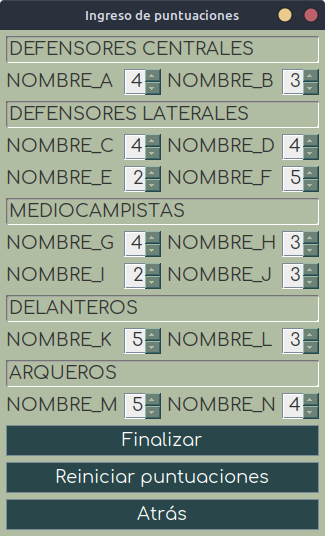 Ingreso de puntuaciones
DEFENSORES CENTRALES
NOMBRE_A 4 NOMBRE_B 3
DEFENSORES LATERALES
NOMBRE_C 4 NOMBRE_D 4
NOMBRE_E 2 NOMBRE_F 5
MEDIOCAMPISTAS
NOMBRE_G 4 NOMBRE_H 3
NOMBRE_I 2 NOMBRE_J 3
DELANTEROS
NOMBRE_K 5 NOMBRE_L 3
ARQUEROS
NOMBRE_M 5 NOMBRE_N 4
Finalizar
Reiniciar puntuaciones
Atrás